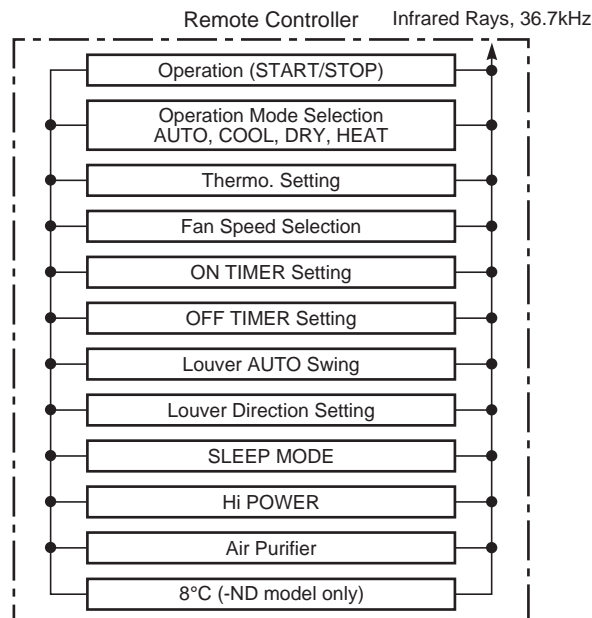 Remote Controller
Infrared Rays, 36.7kHz
Operation (START/STOP)
Operation Mode Selection
AUTO, COOL, DRY, HEAT
Thermo. Setting
Fan Speed Selection
ON TIMER Setting
OFF TIMER Setting
Louver AUTO Swing
Louver Direction Setting
SLEEP MODE
Hi POWER
Air Purifier
8°C (-ND model only)